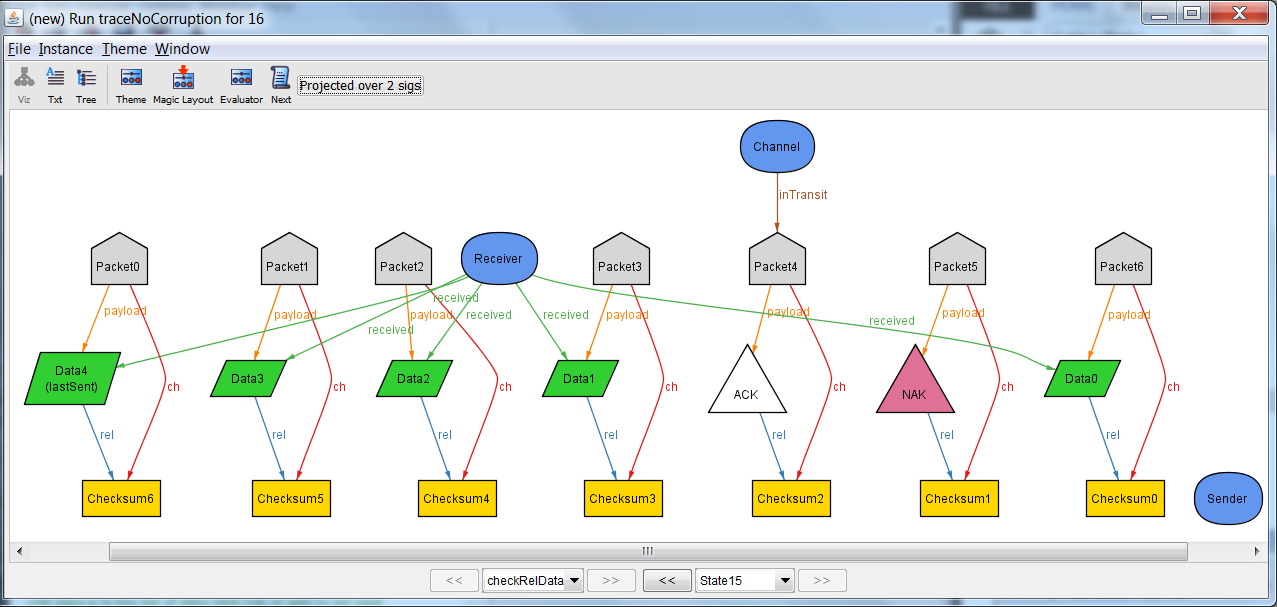 (new) Run traceNoCorruption for 16
File Instance Theme Window
Viz Txt Tree Theme Magic Layout Evaluator Next Projected over 2 sigs
Channel
inTransit
Packet0 Packet1 Packet2 Receiver Packet3 Packet4 Packet5 Packet6
received
payload payload payload received received payload payload payload payload
received
received
Data4
(lastSent)
Data3 Data2 Data1 ACK NAK Data0
ch ch ch ch ch ch ch
rel rel rel rel rel rel rel
Checksum6 Checksum5 Checksum4 Checksum3 Checksum2 Checksum1 Checksum0 Sender
<< checkRelData >> << State15 >>